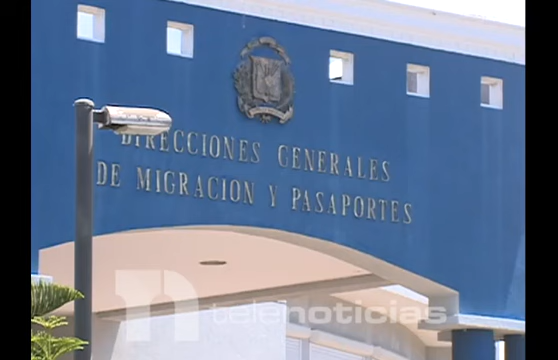 DIRECCIONES GENERALES
DE MIGRACION Y PASAPORTES
n telenoticias